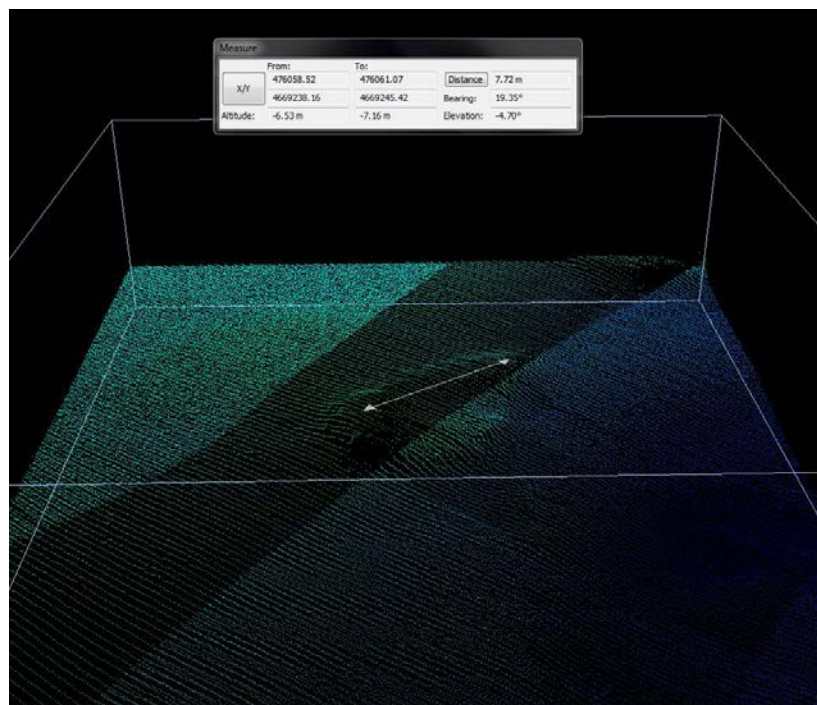 Measure
From: To:
X/Y 476058.52 476061.07 Distance 7.72 m
4669238.16 4669245.42 Bearing: 19.35°
Altitude: -6.53 m -7.16 m Elevation: -4.70°